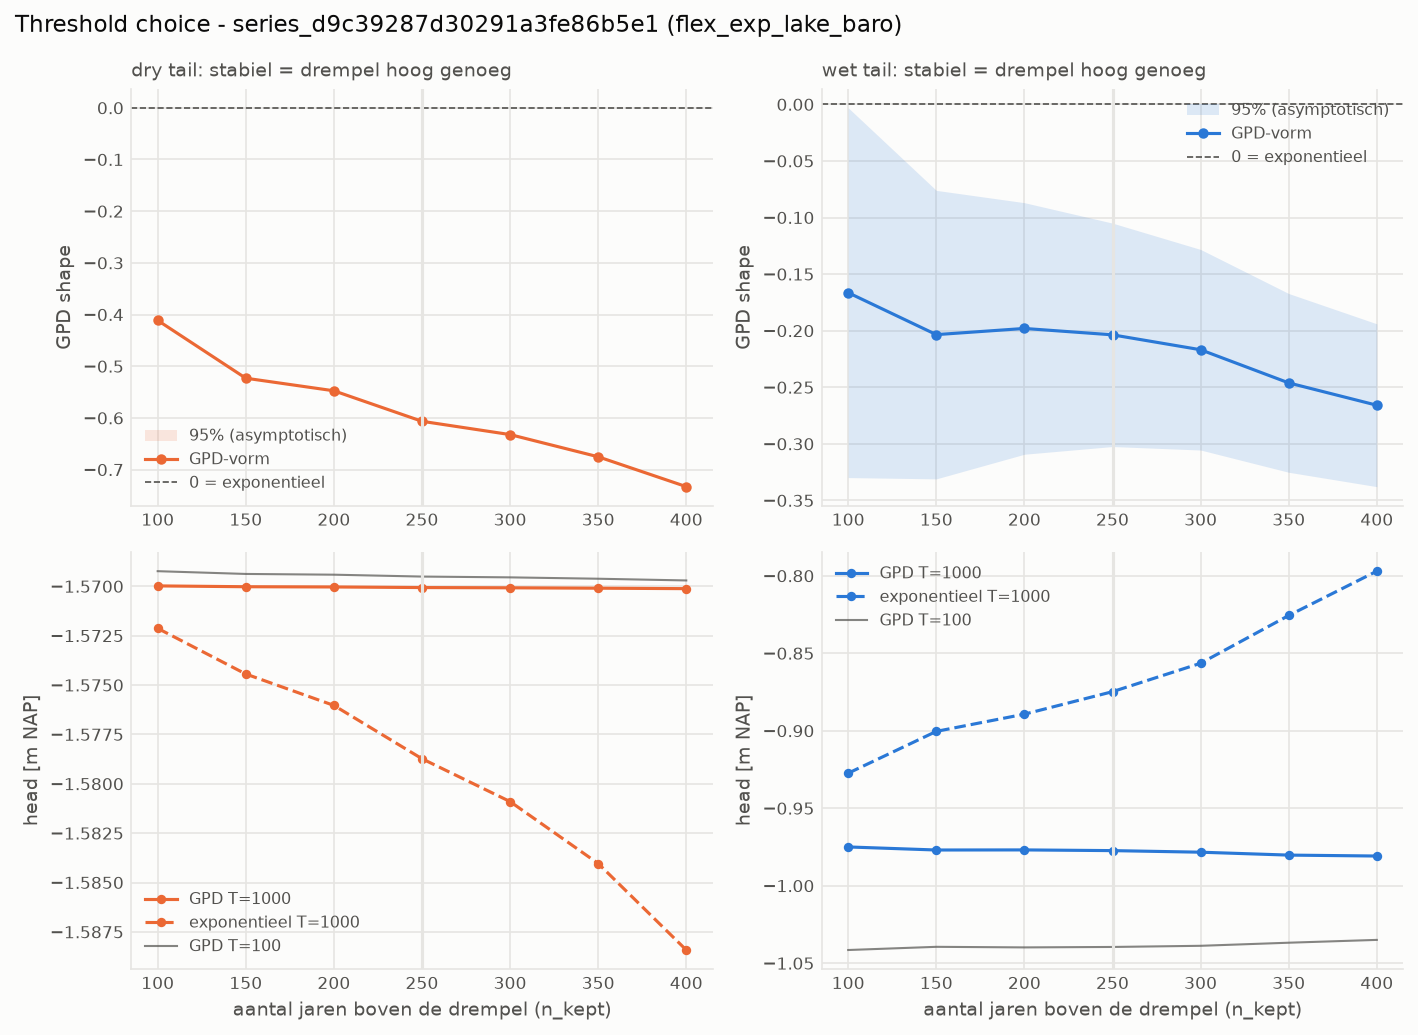 Threshold choice - series_d9c39287d30291a3fe86b5e1 (flex_exp_lake_baro)
dry tail: stabiel = drempel hoog genoeg
GPD shape
0.0
−0.1
−0.2
−0.3
−0.4
−0.5
−0.6
−0.7
95% (asymptotisch)
GPD-vorm
0 = exponentieel
100 150 200 250 300 350 400
wet tail: stabiel = drempel hoog genoeg
GPD shape
0.00
−0.05
−0.10
−0.15
−0.20
−0.25
−0.30
−0.35
95% (asymptotisch)
GPD-vorm
0 = exponentieel
100 150 200 250 300 350 400
head [m NAP]
−1.5700
−1.5725
−1.5750
−1.5775
−1.5800
−1.5825
−1.5850
−1.5875
GPD T=1000
exponentieel T=1000
GPD T=100
100 150 200 250 300 350 400
aantal jaren boven de drempel (n_kept)
head [m NAP]
−0.80
−0.85
−0.90
−0.95
−1.00
−1.05
GPD T=1000
exponentieel T=1000
GPD T=100
100 150 200 250 300 350 400
aantal jaren boven de drempel (n_kept)